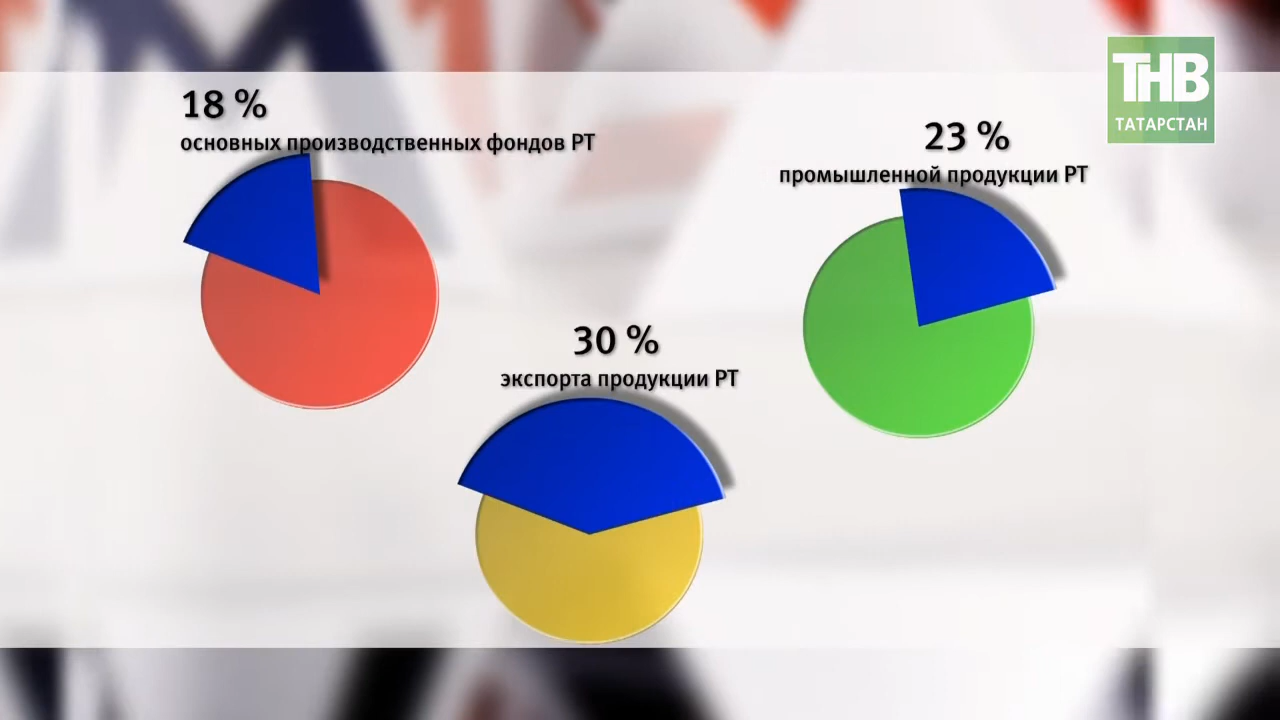 18 %
основных производственных фондов РТ
23 %
промышленной продукции РТ
30 %
экспорта продукции РТ
ТНВ
ТАТАРСТАН